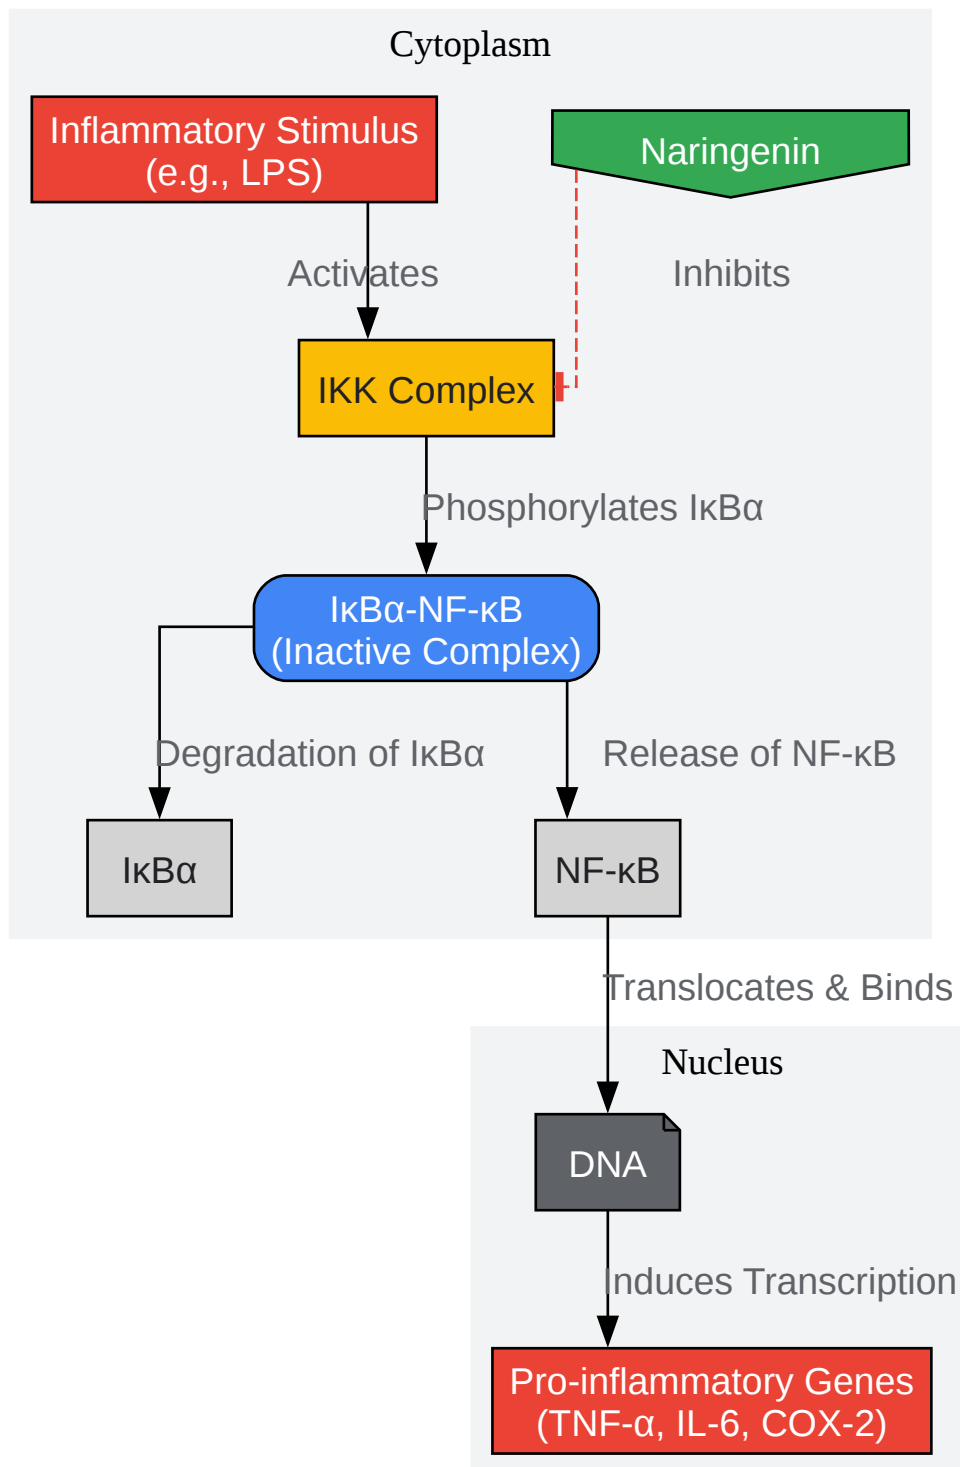 Cytoplasm
Inflammatory Stimulus
(e.g., LPS)
Naringenin
Activates
Inhibits
IKK Complex
Phosphorylates IκBα
IκBα-NF-κB
(Inactive Complex)
Degradation of IκBα
Release of NF-κB
IκBα
NF-κB
Translocates & Binds
Nucleus
DNA
Induces Transcription
Pro-inflammatory Genes
(TNF-α, IL-6, COX-2)